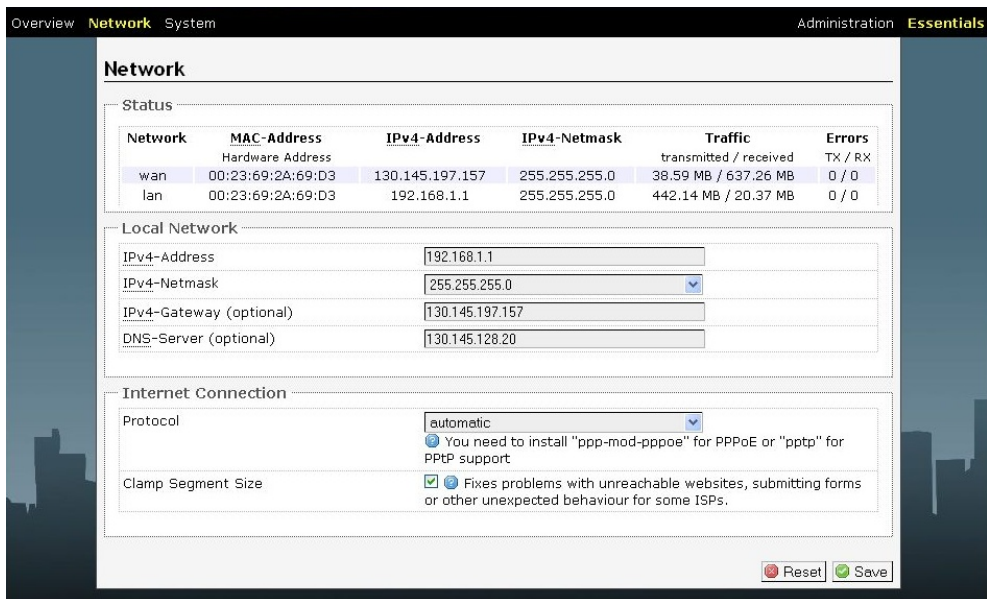 Overview Network System Administration Essentials
Network
Status
Network MAC-Address IPv4-Address IPv4-Netmask Traffic Errors
Hardware Address transmitted / received TX / RX
wan 00:23:69:2A:69:D3 130.145.197.157 255.255.255.0 38.59 MB / 637.26 MB 0 / 0
lan 00:23:69:2A:69:D3 192.168.1.1 255.255.255.0 442.14 MB / 20.37 MB 0 / 0
Local Network
IPv4-Address 192.168.1.1
IPv4-Netmask 255.255.255.0
IPv4-Gateway (optional) 130.145.197.157
DNS-Server (optional) 130.145.128.20
Internet Connection
Protocol automatic
You need to install "ppp-mod-pppoe" for PPPoE or "pptp" for
PPtP support
Clamp Segment Size Fixes problems with unreachable websites, submitting forms
or other unexpected behaviour for some ISPs.
Reset Save